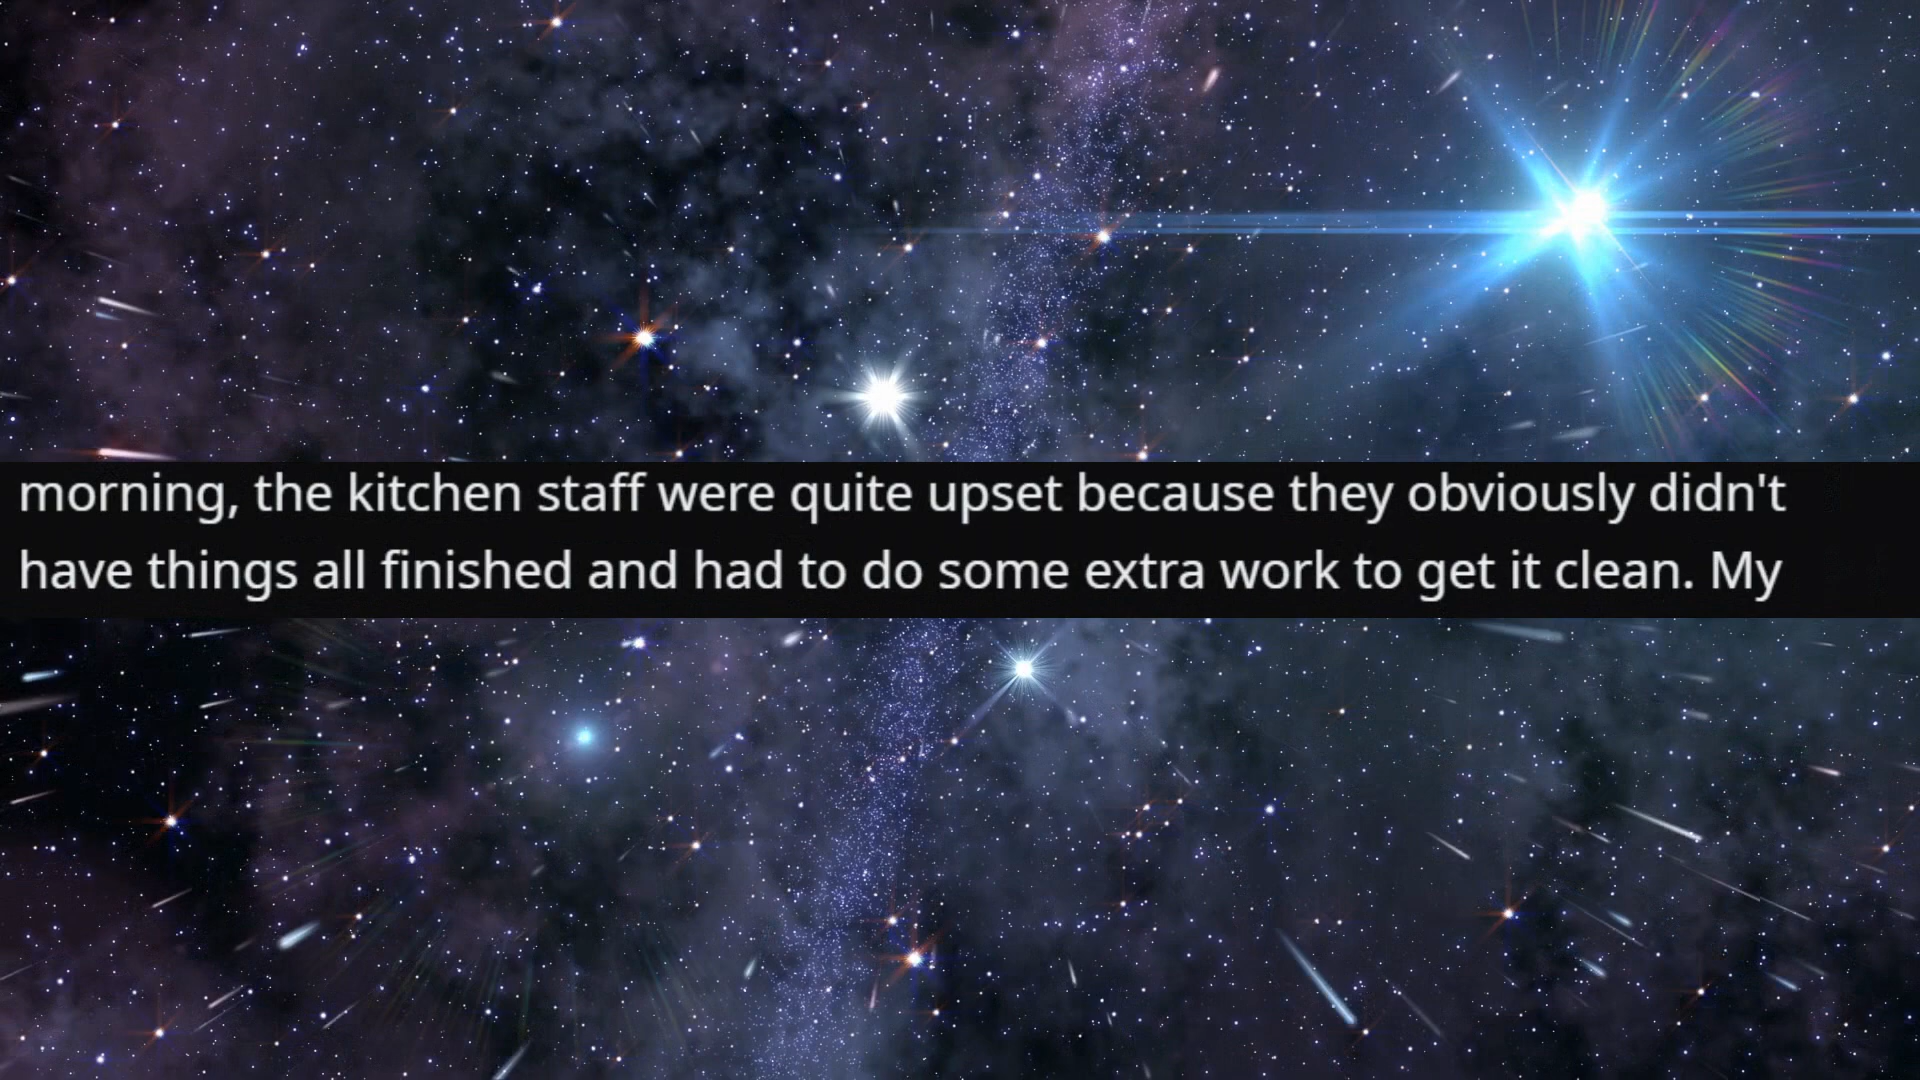 morning, the kitchen staff were quite upset because they obviously didn't
have things all finished and had to do some extra work to get it clean. My